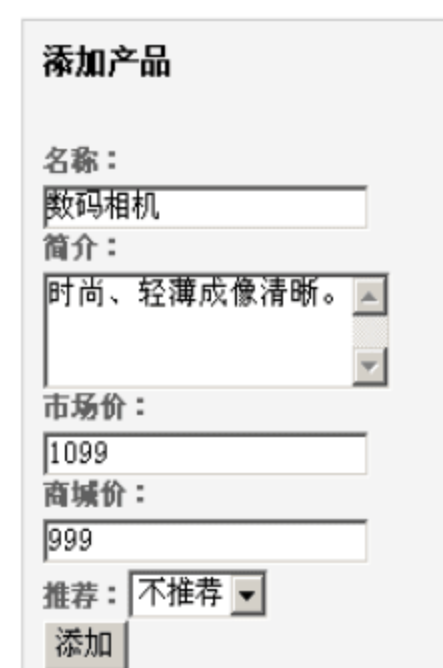 添加产品
名称：
数码相机
简介：
时尚、轻薄成像清晰。
市场价：
1099
商城价：
999
推荐：不推荐
添加